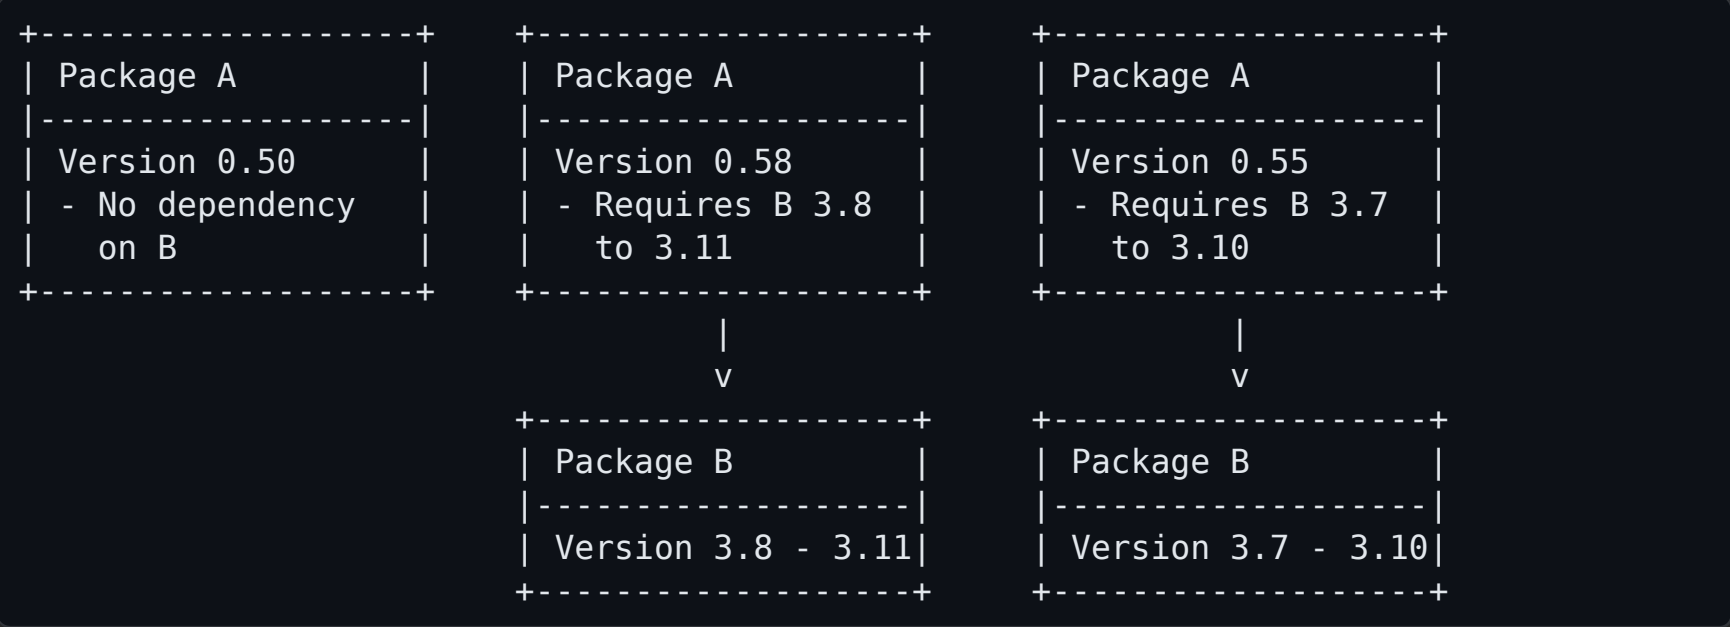 +-------------------+    +-------------------+     +-------------------+
| Package A         |    | Package A         |     | Package A         |
|-------------------|    |-------------------|     |-------------------|
| Version 0.50      |    | Version 0.58      |     | Version 0.55      |
| - No dependency   |    | - Requires B 3.8  |     | - Requires B 3.7  |
|   on B            |    |   to 3.11         |     |   to 3.10         |
+-------------------+    +-------------------+     +-------------------+
                                   |                         |
                                   v                         v
                         +-------------------+     +-------------------+
                         | Package B         |     | Package B         |
                         |-------------------|     |-------------------|
                         | Version 3.8 - 3.11|     | Version 3.7 - 3.10|
                         +-------------------+     +-------------------+